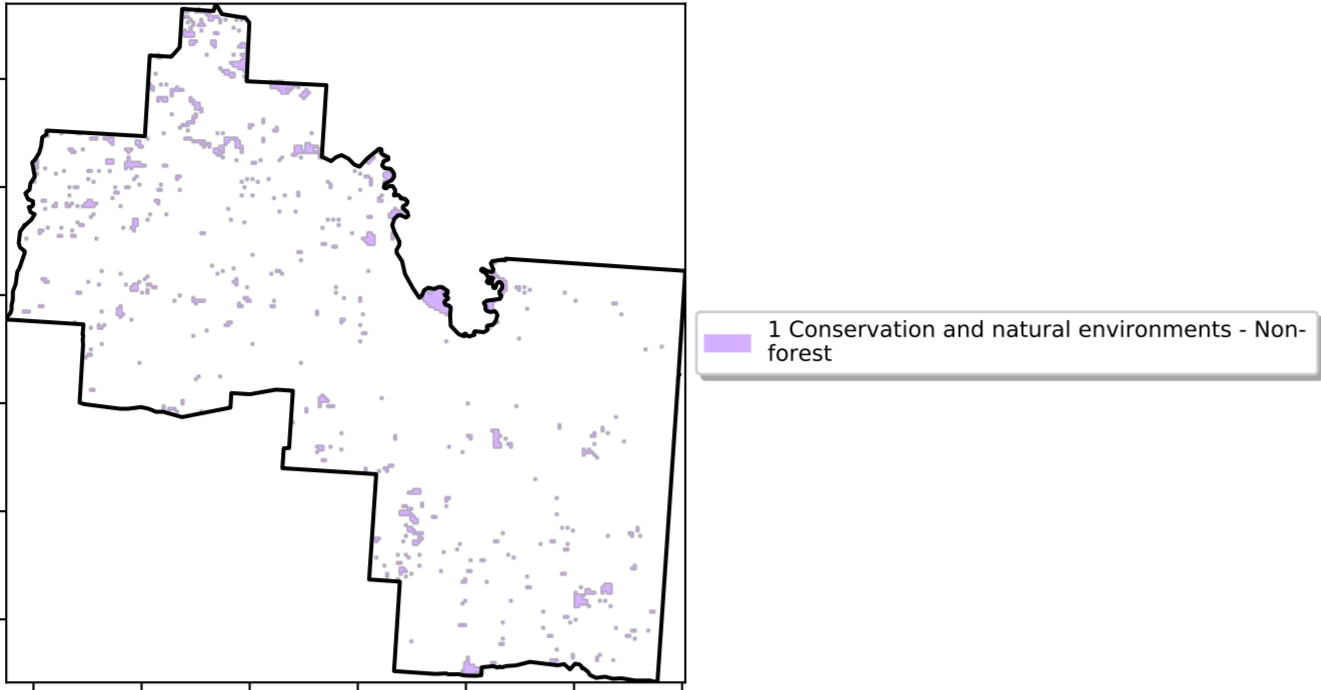 1 Conservation and natural environments - Non-
forest